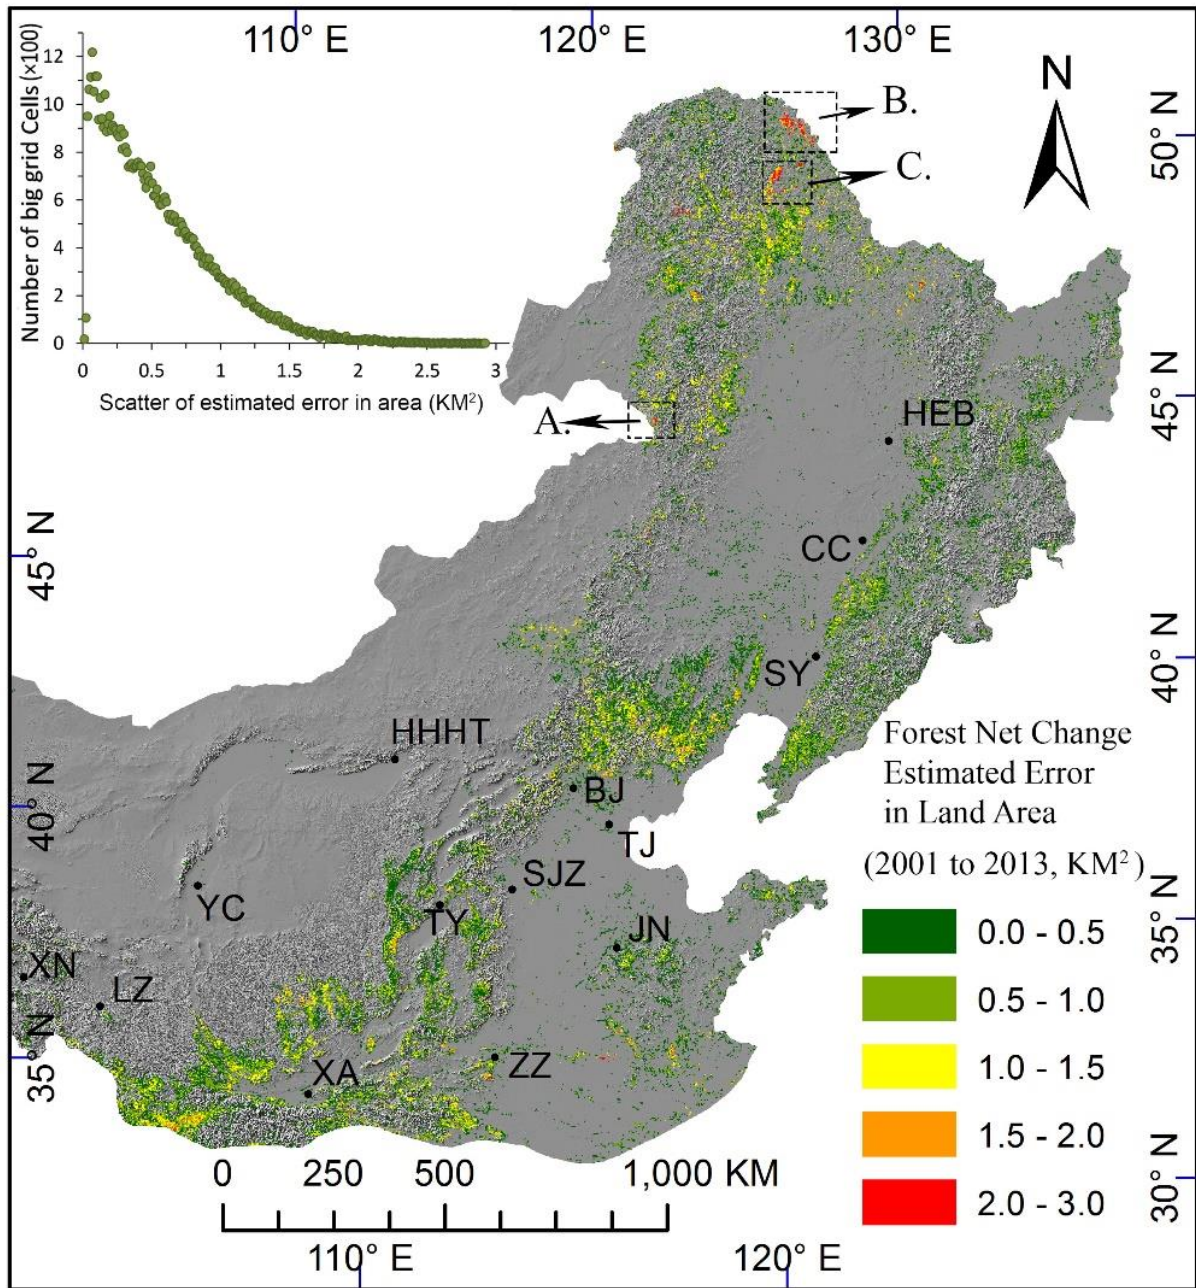 110° E
120° E
130° E
Number of big grid Cells (×100)
12
10
8
6
4
2
0
0
0.5
1
1.5
2
2.5
3
Scatter of estimated error in area (KM²)
N
B.
50° N
C.
A.
45° N
HEB
CC
45° N
40° N
SY
HHHT
BJ
TJ
SJZ
40° N
YC
TY
JN
XN
LZ
35° N
XA
ZZ
35° N
Forest Net Change
Estimated Error
in Land Area
(2001 to 2013, KM²)
0.0 - 0.5
0.5 - 1.0
1.0 - 1.5
1.5 - 2.0
2.0 - 3.0
30° N
0 250 500 1,000 KM
110° E
120° E